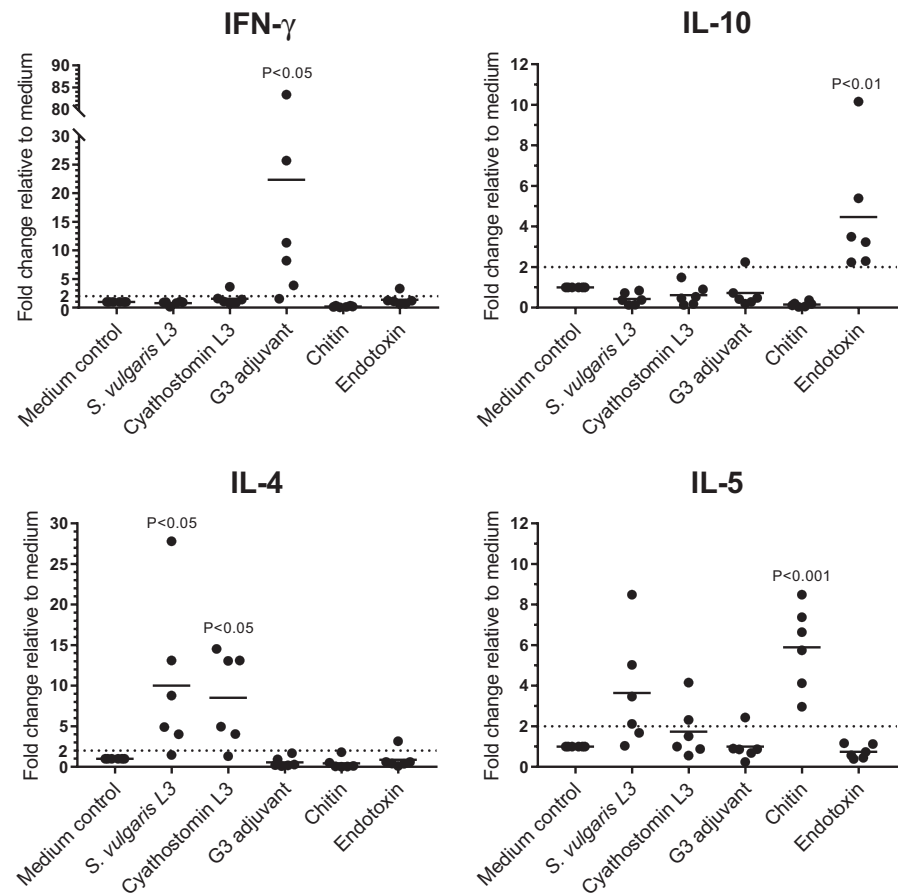 IFN-γ
Fold change relative to medium
90
85
80
30
25
20
15
10
5
2
0
P<0.05
Medium control
S. vulgaris L3
Cyathostomin L3
G3 adjuvant
Chitin
Endotoxin
IL-10
Fold change relative to medium
12
10
8
6
4
2
0
P<0.01
Medium control
S. vulgaris L3
Cyathostomin L3
G3 adjuvant
Chitin
Endotoxin
IL-4
Fold change relative to medium
30
25
20
15
10
5
2
0
P<0.05
P<0.05
Medium control
S. vulgaris L3
Cyathostomin L3
G3 adjuvant
Chitin
Endotoxin
IL-5
Fold change relative to medium
12
10
8
6
4
2
0
P<0.001
Medium control
S. vulgaris L3
Cyathostomin L3
G3 adjuvant
Chitin
Endotoxin